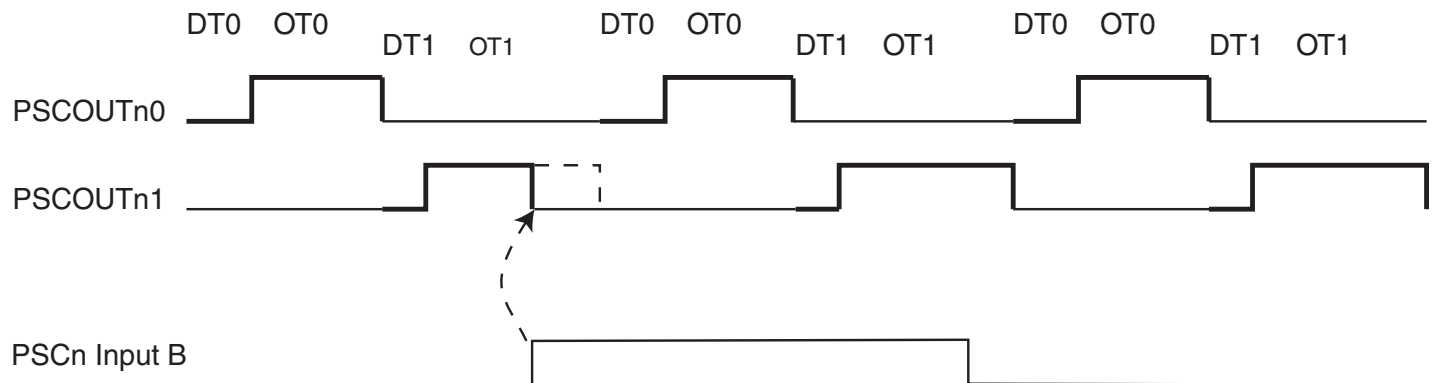 DT0 OT0 DT0 OT0 DT0 OT0
DT1 OT1 DT1 OT1 DT1 OT1
PSCOUTn0
PSCOUTn1
PSCn Input B